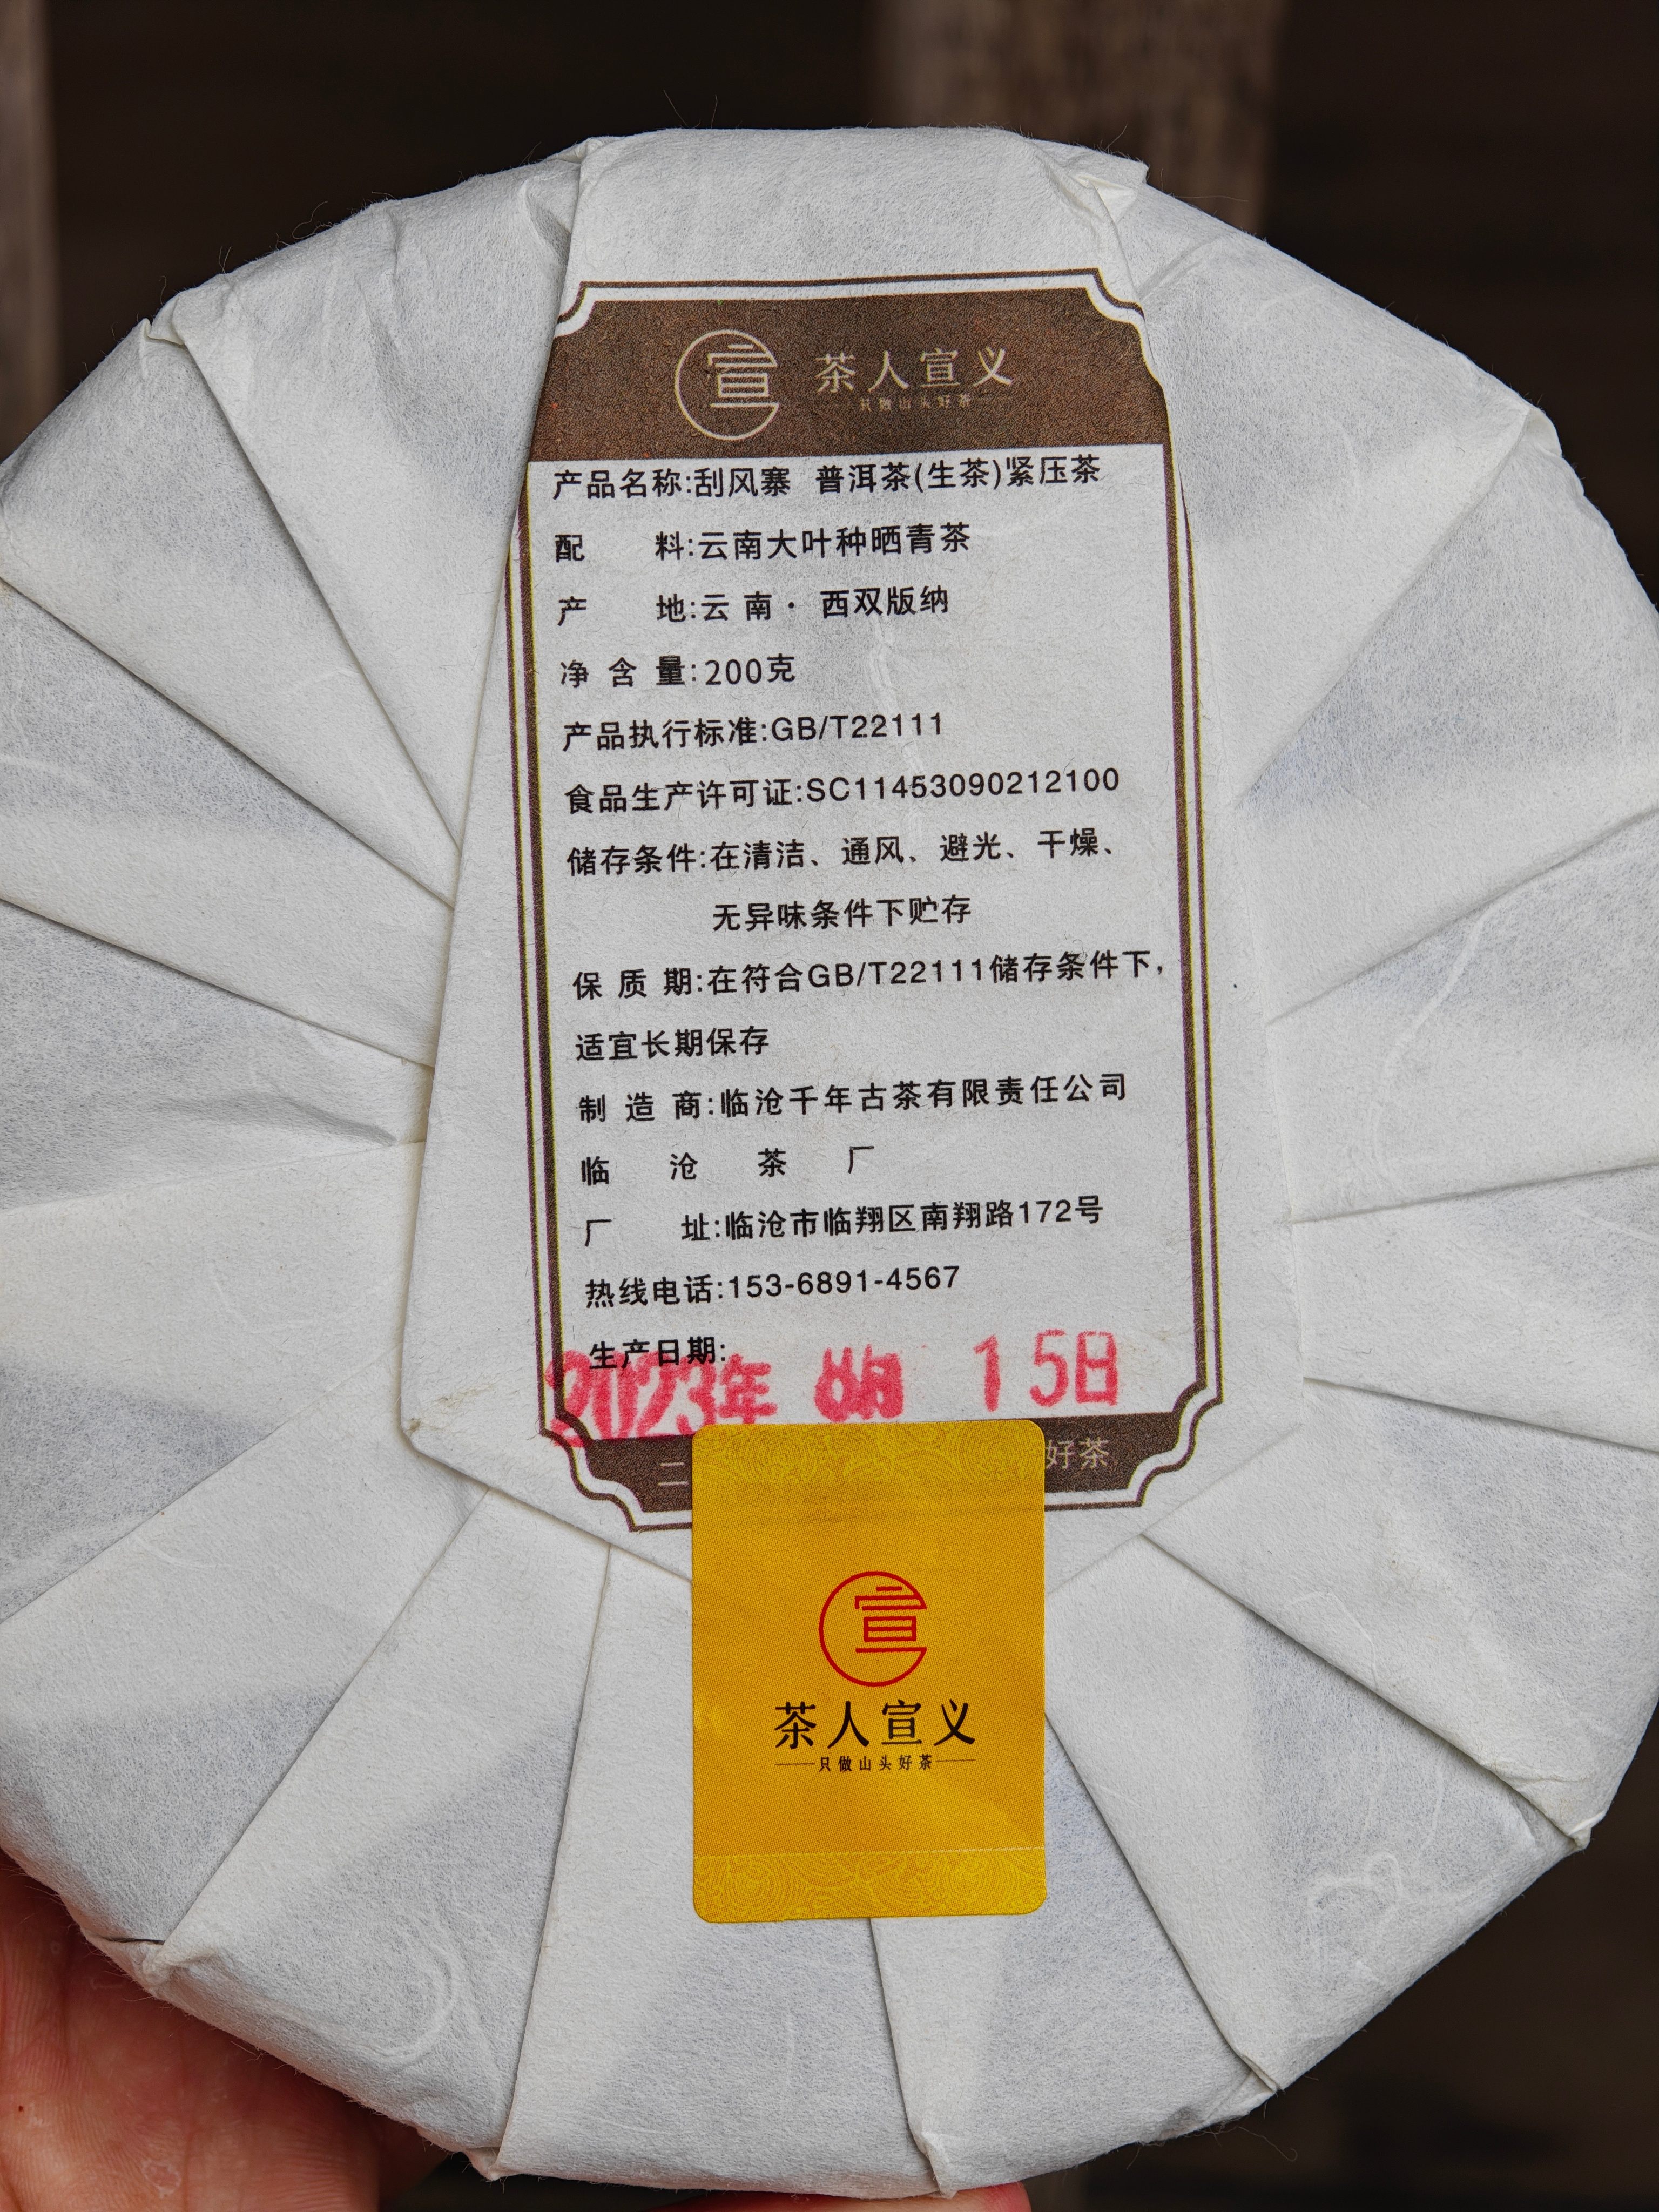 宣 茶人宣义
只做山头好茶
产品名称:刮风寨 普洱茶(生茶)紧压茶
配 料:云南大叶种晒青茶
产 地:云南· 西双版纳
净含量:200克
产品执行标准:GB/T22111
食品生产许可证:SC11453090212100
储存条件:在清洁、通风、避光、干燥、
无异味条件下贮存
保质期:在符合GB/T22111储存条件下,
适宜长期保存
制造商:临沧千年古茶有限责任公司
临沧茶厂
厂 址:临沧市临翔区南翔路172号
热线电话:153-6891-4567
生产日期:
2023年 月 15日
好茶
宣
茶人宣义
只做山头好茶